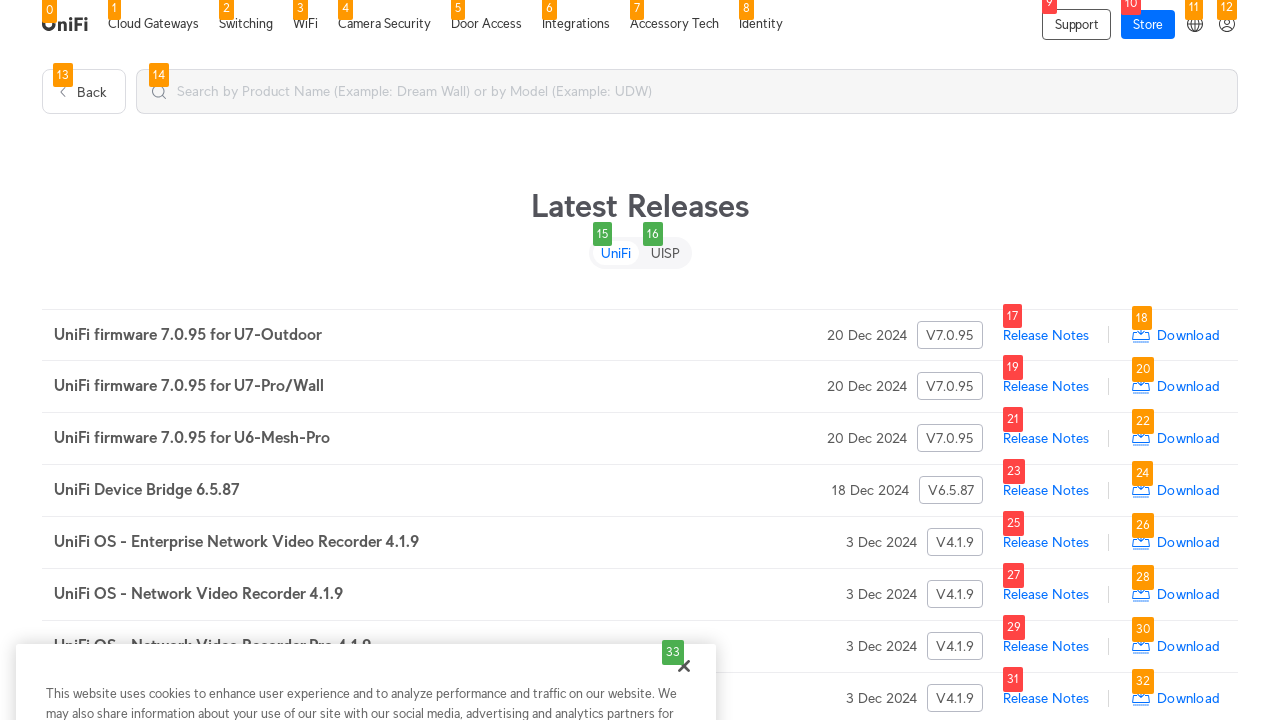 0 1 2 3 4 5 6 7 8 9 10 11 12
UniFi Cloud Gateways Switching WiFi Camera Security Door Access Integrations Accessory Tech Identity Support Store
13 14
Back Search by Product Name (Example: Dream Wall) or by Model (Example: UDW)
Latest Releases
15 16
UniFi UISP
17 18
UniFi firmware 7.0.95 for U7-Outdoor 20 Dec 2024 V7.0.95 Release Notes Download
19 20
UniFi firmware 7.0.95 for U7-Pro/Wall 20 Dec 2024 V7.0.95 Release Notes Download
21 22
UniFi firmware 7.0.95 for U6-Mesh-Pro 20 Dec 2024 V7.0.95 Release Notes Download
23 24
UniFi Device Bridge 6.5.87 18 Dec 2024 V6.5.87 Release Notes Download
25 26
UniFi OS - Enterprise Network Video Recorder 4.1.9 3 Dec 2024 V4.1.9 Release Notes Download
27 28
UniFi OS - Network Video Recorder 4.1.9 3 Dec 2024 V4.1.9 Release Notes Download
29 30
UniFi OS - Network Video Recorder Pro 4.1.9 3 Dec 2024 V4.1.9 Release Notes Download
33
31 32
3 Dec 2024 V4.1.9 Release Notes Download
This website uses cookies to enhance user experience and to analyze performance and traffic on our website. We
may also share information about your use of our site with our social media, advertising and analytics partners for